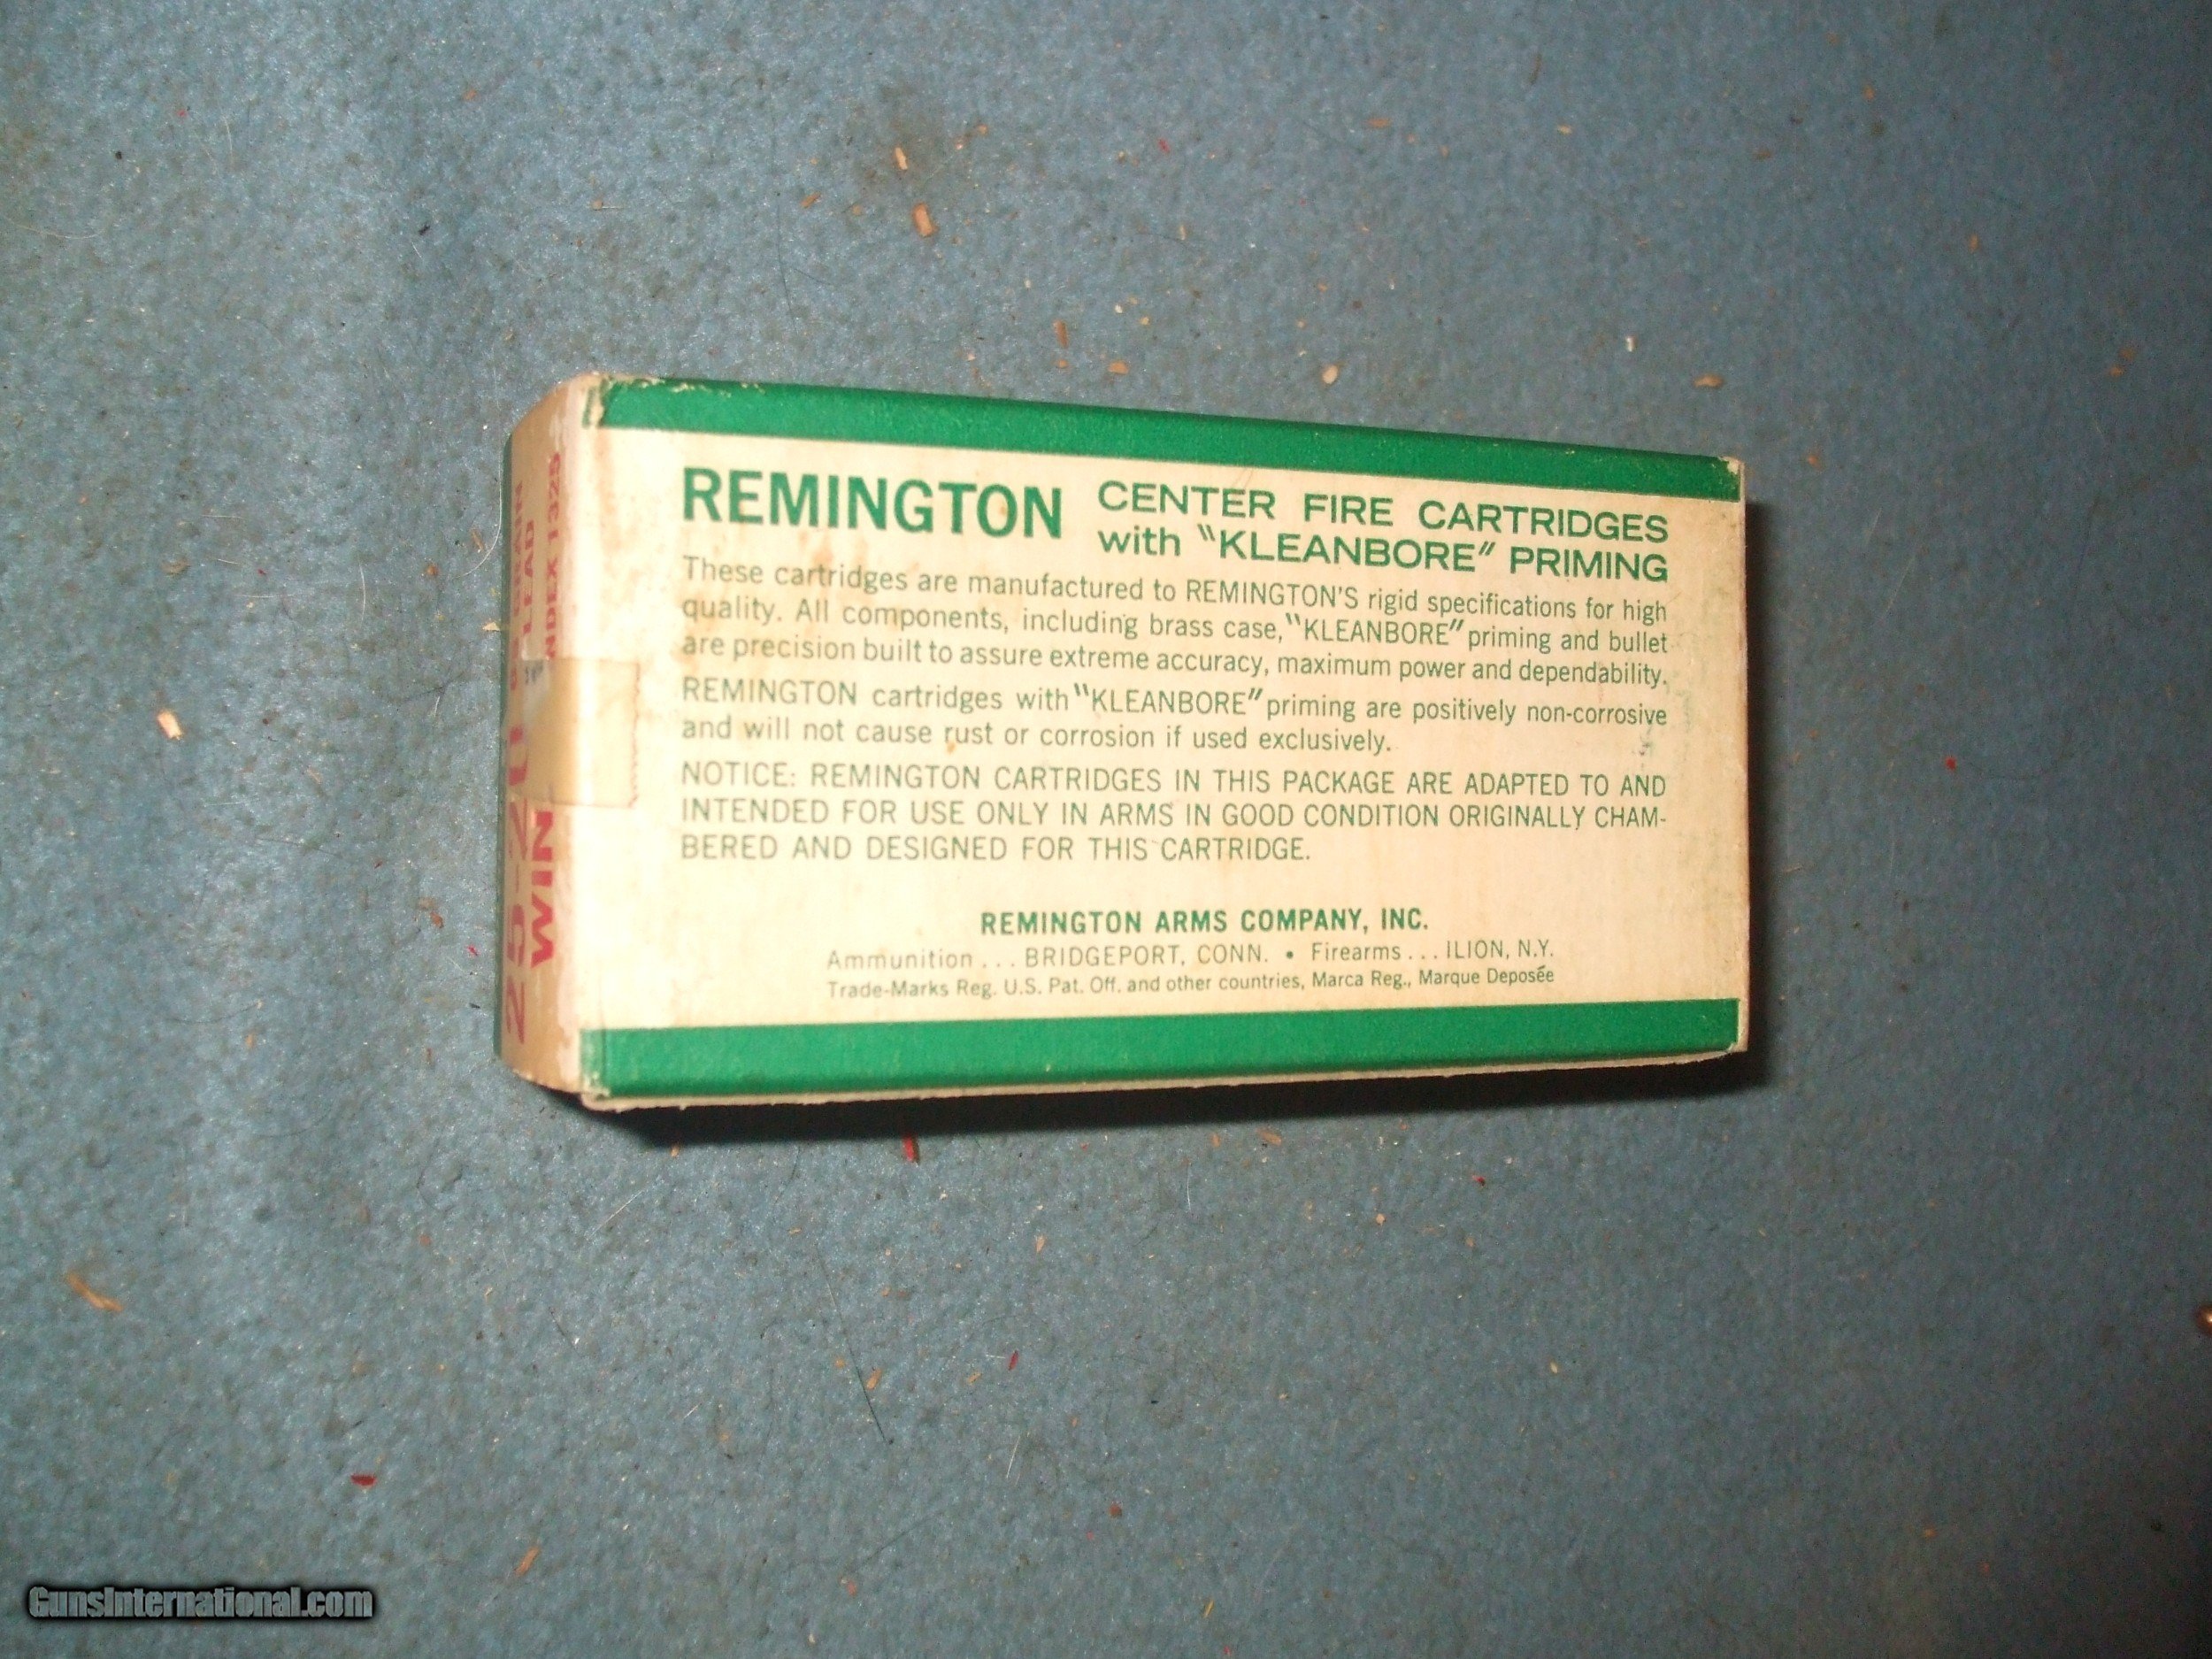 REMINGTON CENTER FIRE CARTRIDGES
with "KLEANBORE" PRIMING
These cartridges are manufactured to REMINGTON'S rigid specifications for high
quality. All components, including brass case, "KLEANBORE" priming and bullet
are precision built to assure extreme accuracy, maximum power and dependability.
REMINGTON cartridges with "KLEANBORE" priming are positively non-corrosive
and will not cause rust or corrosion if used exclusively.
NOTICE: REMINGTON CARTRIDGES IN THIS PACKAGE ARE ADAPTED TO AND
INTENDED FOR USE ONLY IN ARMS IN GOOD CONDITION ORIGINALLY CHAM-
BERED AND DESIGNED FOR THIS CARTRIDGE.
REMINGTON ARMS COMPANY, INC.
Ammunition . . . BRIDGEPORT, CONN. • Firearms . . . ILION, N.Y.
Trade-Marks Reg. U.S. Pat. Off. and other countries, Marca Reg., Marque Deposée
25-20
WIN
LEAD
INDEX 1325
GunsInternational.com